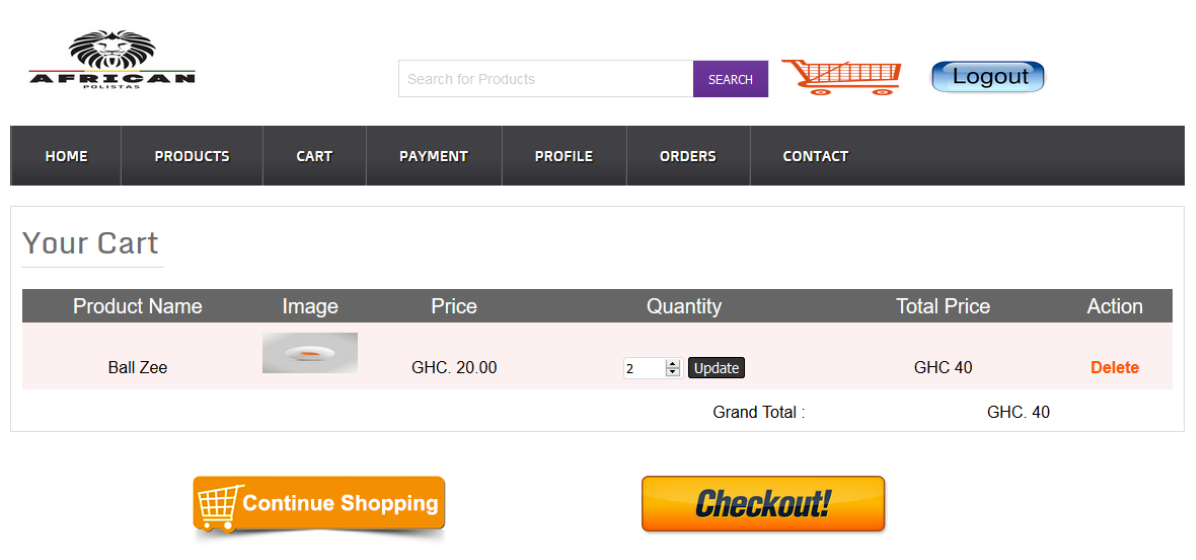 AFRICAN
POLISTAS
Search for Products SEARCH Logout
HOME PRODUCTS CART PAYMENT PROFILE ORDERS CONTACT
Your Cart
Product Name Image Price Quantity Total Price Action
Ball Zee GHC. 20.00 2 Update GHC 40 Delete
Grand Total : GHC. 40
Continue Shopping Checkout!